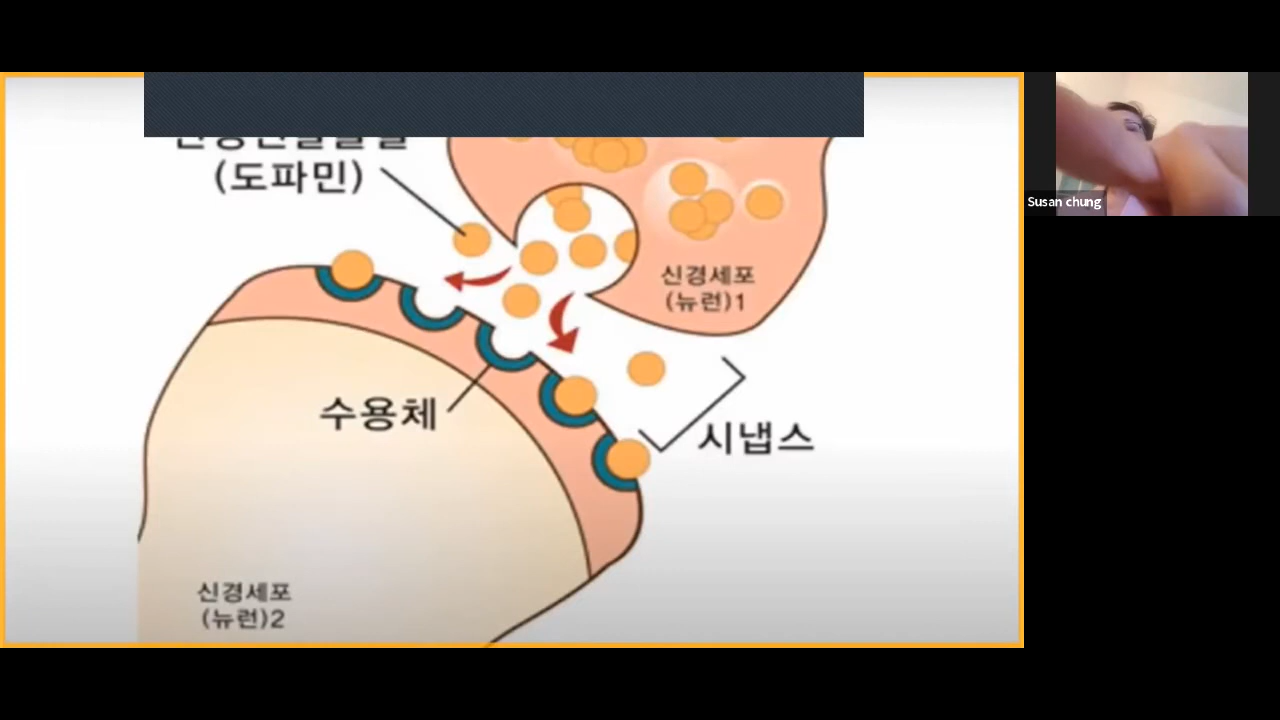 (도파민)
신경세포
(뉴런)1
수용체
시냅스
신경세포
(뉴런)2
Susan chung